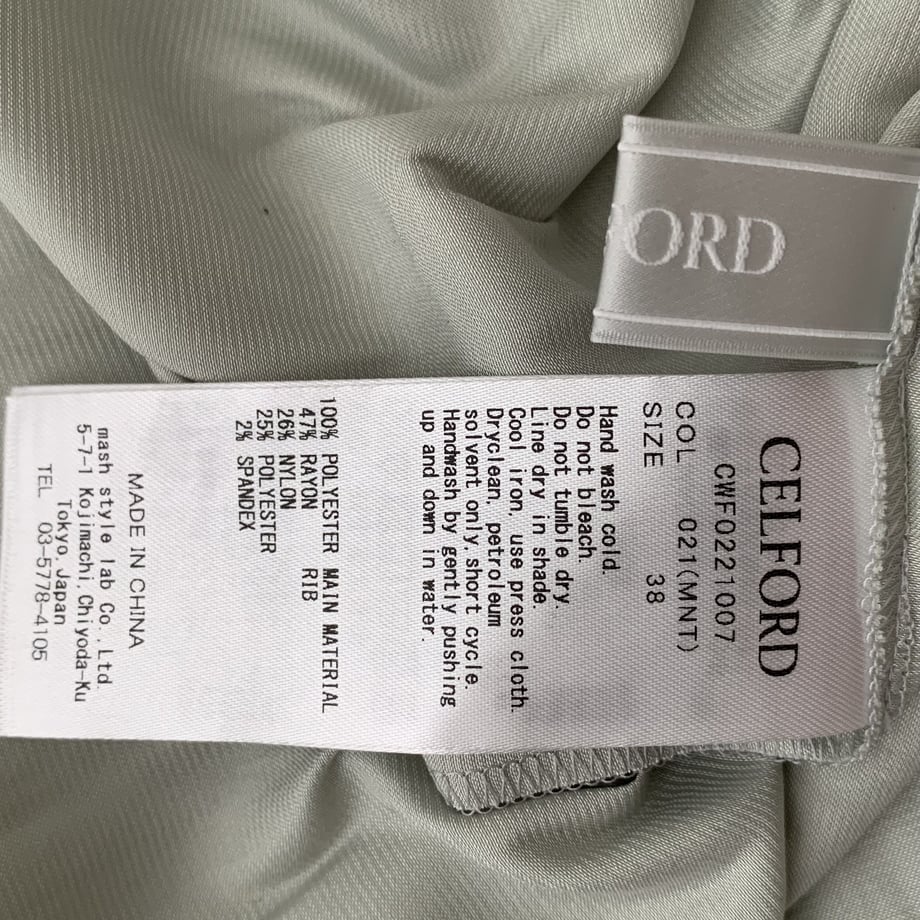 CELFORD
CWF0221007
COL 021(MNT)
SIZE 38
Hand wash cold.
Do not bleach.
Do not tumble dry.
Line dry in shade.
Cool iron, use press cloth.
Dryclean, petroleum
solvent only, short cycle.
Handwash by gently pushing
up and down in water.
100% POLYESTER MAIN MATERIAL
47% RAYON RIB
26% NYLON
25% POLYESTER
2% SPANDEX
MADE IN CHINA
mash style lab Co., Ltd.
5-7-1 Kojimachi, Chiyoda-Ku
Tokyo, Japan
TEL 03-5778-4105
FORD